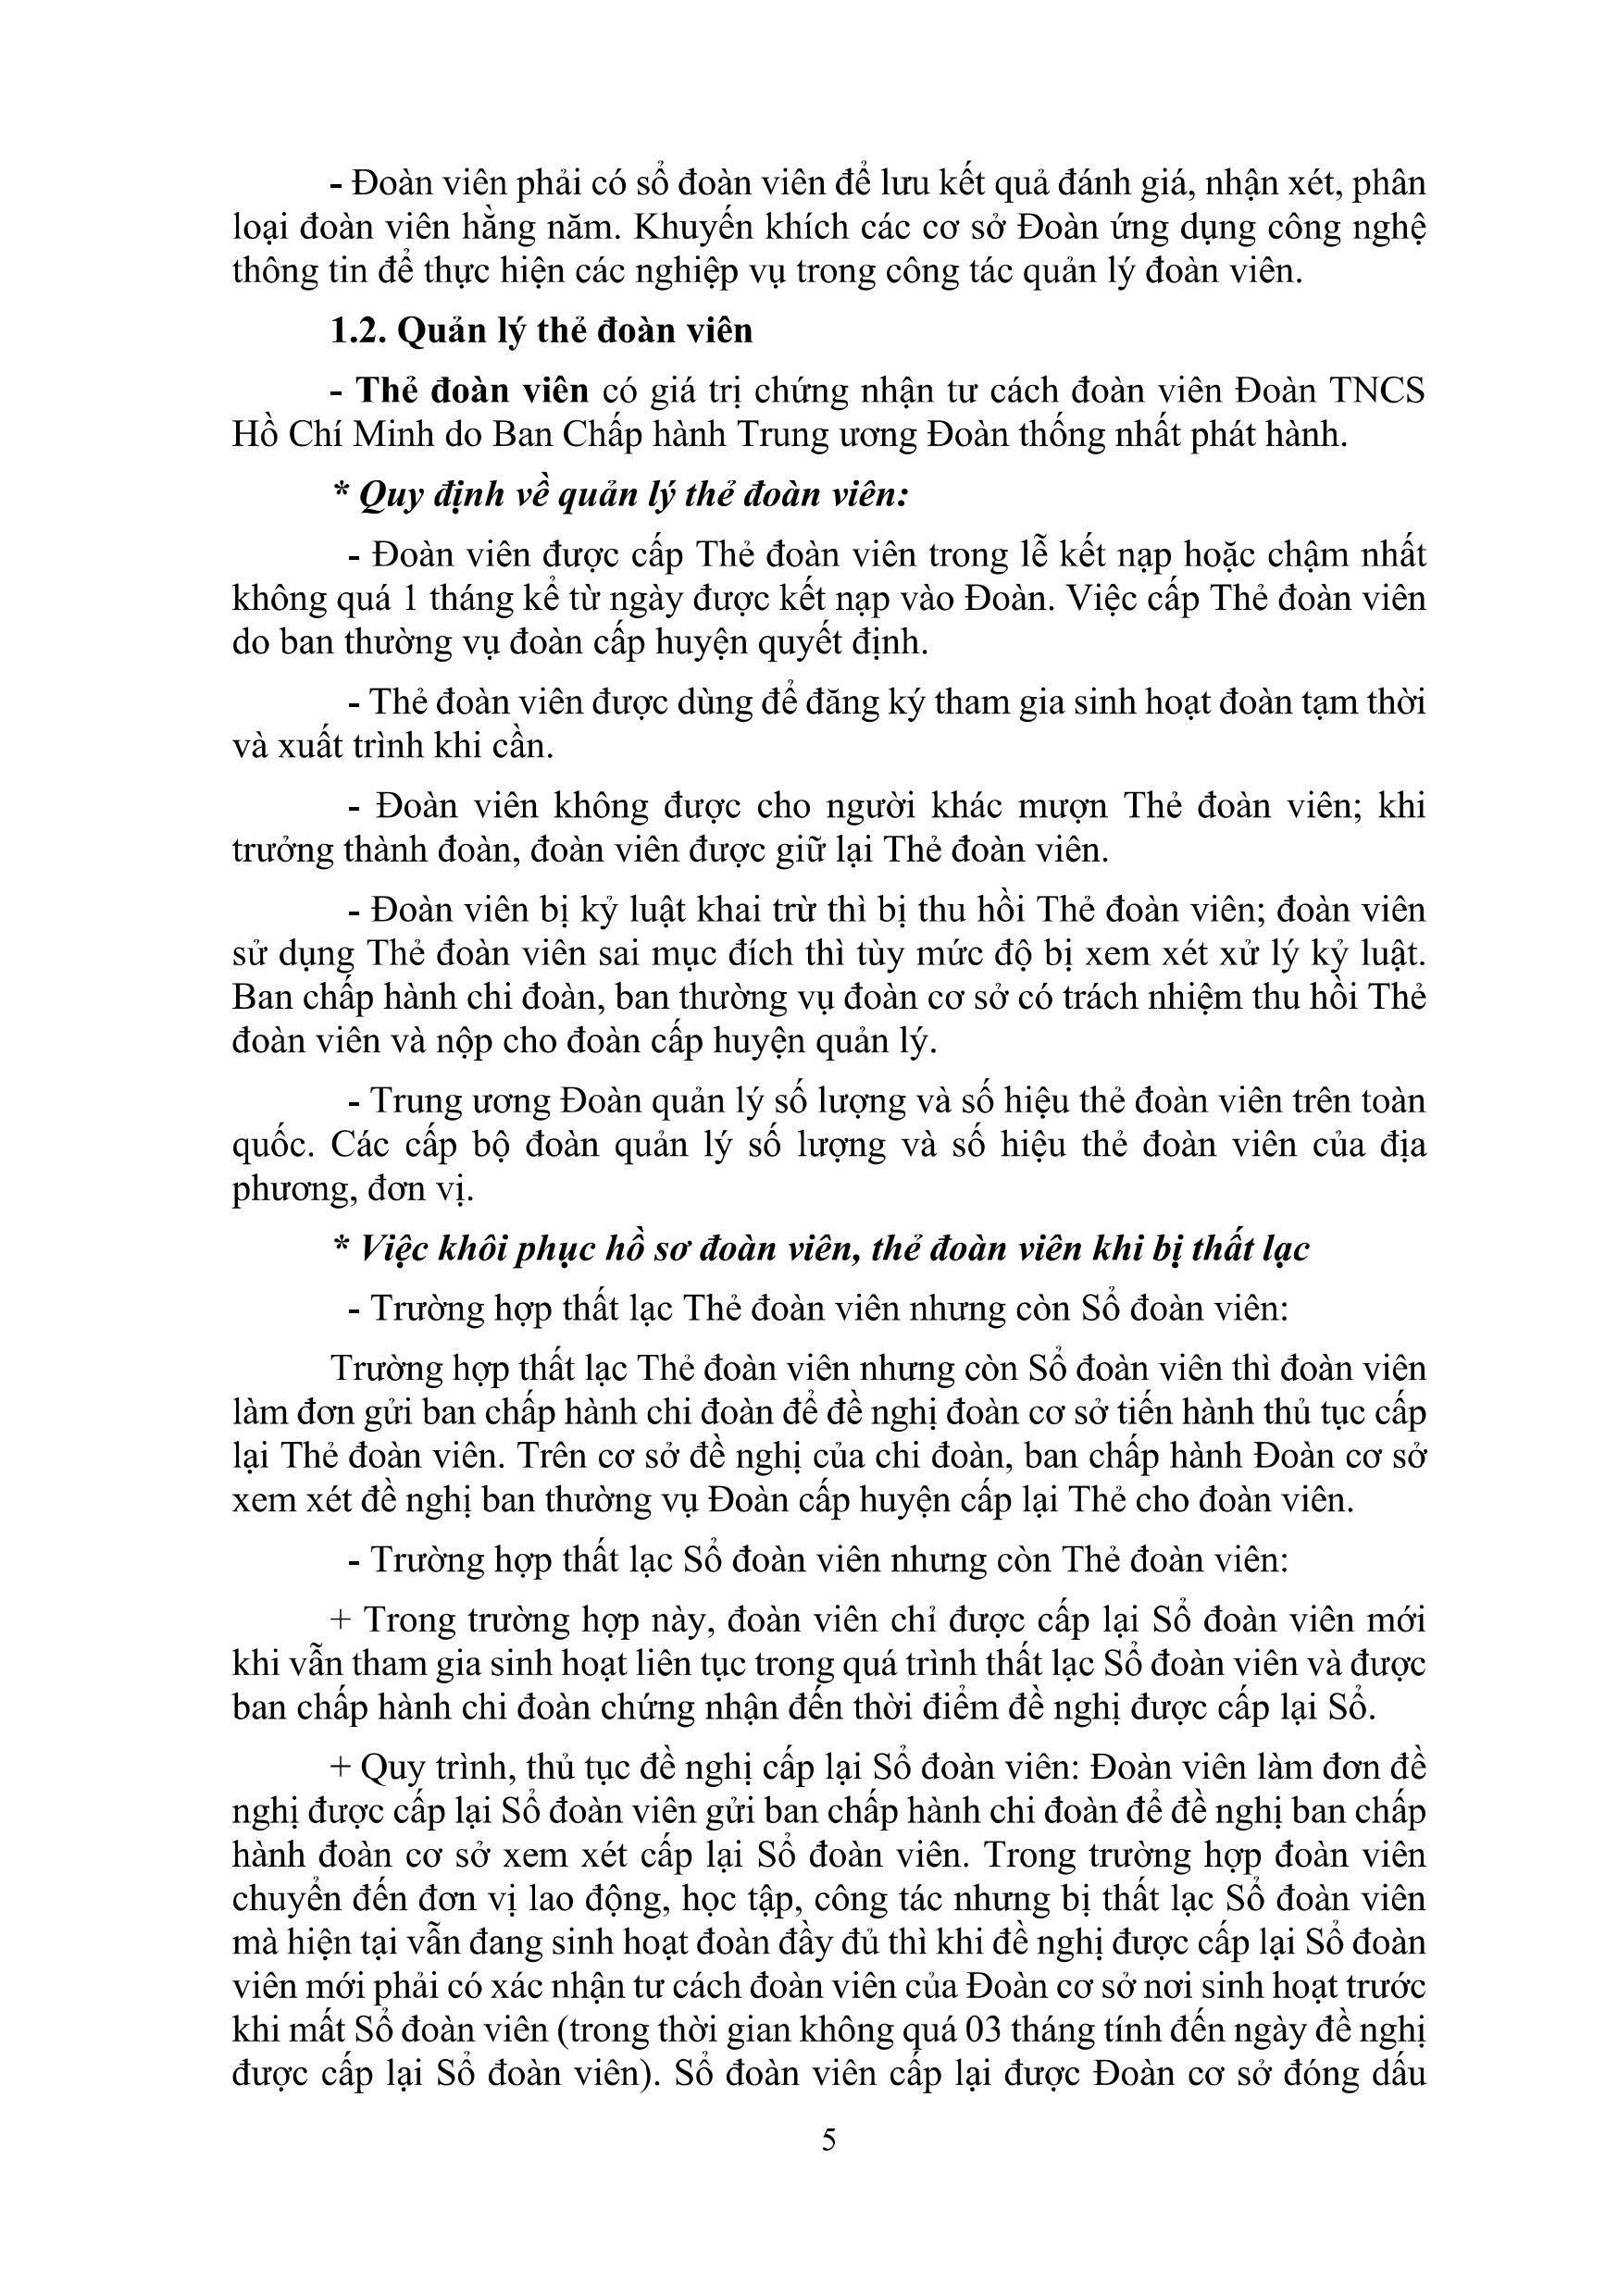 - Đoàn viên phải có sổ đoàn viên để lưu kết quả đánh giá, nhận xét, phân
loại đoàn viên hằng năm. Khuyến khích các cơ sở Đoàn ứng dụng công nghệ
thông tin để thực hiện các nghiệp vụ trong công tác quản lý đoàn viên.
1.2. Quản lý thẻ đoàn viên
- Thẻ đoàn viên có giá trị chứng nhận tư cách đoàn viên Đoàn TNCS
Hồ Chí Minh do Ban Chấp hành Trung ương Đoàn thống nhất phát hành.
* Quy định về quản lý thẻ đoàn viên:
- Đoàn viên được cấp Thẻ đoàn viên trong lễ kết nạp hoặc chậm nhất
không quá 1 tháng kể từ ngày được kết nạp vào Đoàn. Việc cấp Thẻ đoàn viên
do ban thường vụ đoàn cấp huyện quyết định.
- Thẻ đoàn viên được dùng để đăng ký tham gia sinh hoạt đoàn tạm thời
và xuất trình khi cần.
- Đoàn viên không được cho người khác mượn Thẻ đoàn viên; khi
trưởng thành đoàn, đoàn viên được giữ lại Thẻ đoàn viên.
- Đoàn viên bị kỷ luật khai trừ thì bị thu hồi Thẻ đoàn viên; đoàn viên
sử dụng Thẻ đoàn viên sai mục đích thì tùy mức độ bị xem xét xử lý kỷ luật.
Ban chấp hành chi đoàn, ban thường vụ đoàn cơ sở có trách nhiệm thu hồi Thẻ
đoàn viên và nộp cho đoàn cấp huyện quản lý.
- Trung ương Đoàn quản lý số lượng và số hiệu thẻ đoàn viên trên toàn
quốc. Các cấp bộ đoàn quản lý số lượng và số hiệu thẻ đoàn viên của địa
phương, đơn vị.
* Việc khôi phục hồ sơ đoàn viên, thẻ đoàn viên khi bị thất lạc
- Trường hợp thất lạc Thẻ đoàn viên nhưng còn Sổ đoàn viên:
Trường hợp thất lạc Thẻ đoàn viên nhưng còn Sổ đoàn viên thì đoàn viên
làm đơn gửi ban chấp hành chi đoàn để đề nghị đoàn cơ sở tiến hành thủ tục cấp
lại Thẻ đoàn viên. Trên cơ sở đề nghị của chi đoàn, ban chấp hành Đoàn cơ sở
xem xét đề nghị ban thường vụ Đoàn cấp huyện cấp lại Thẻ cho đoàn viên.
- Trường hợp thất lạc Sổ đoàn viên nhưng còn Thẻ đoàn viên:
+ Trong trường hợp này, đoàn viên chỉ được cấp lại Sổ đoàn viên mới
khi vẫn tham gia sinh hoạt liên tục trong quá trình thất lạc Sổ đoàn viên và được
ban chấp hành chi đoàn chứng nhận đến thời điểm đề nghị được cấp lại Sổ.
+ Quy trình, thủ tục đề nghị cấp lại Sổ đoàn viên: Đoàn viên làm đơn đề
nghị được cấp lại Sổ đoàn viên gửi ban chấp hành chi đoàn để đề nghị ban chấp
hành đoàn cơ sở xem xét cấp lại Sổ đoàn viên. Trong trường hợp đoàn viên
chuyển đến đơn vị lao động, học tập, công tác nhưng bị thất lạc Sổ đoàn viên
mà hiện tại vẫn đang sinh hoạt đoàn đầy đủ thì khi đề nghị được cấp lại Sổ đoàn
viên mới phải có xác nhận tư cách đoàn viên của Đoàn cơ sở nơi sinh hoạt trước
khi mất Sổ đoàn viên (trong thời gian không quá 03 tháng tính đến ngày đề nghị
được cấp lại Sổ đoàn viên). Sổ đoàn viên cấp lại được Đoàn cơ sở đóng dấu
5